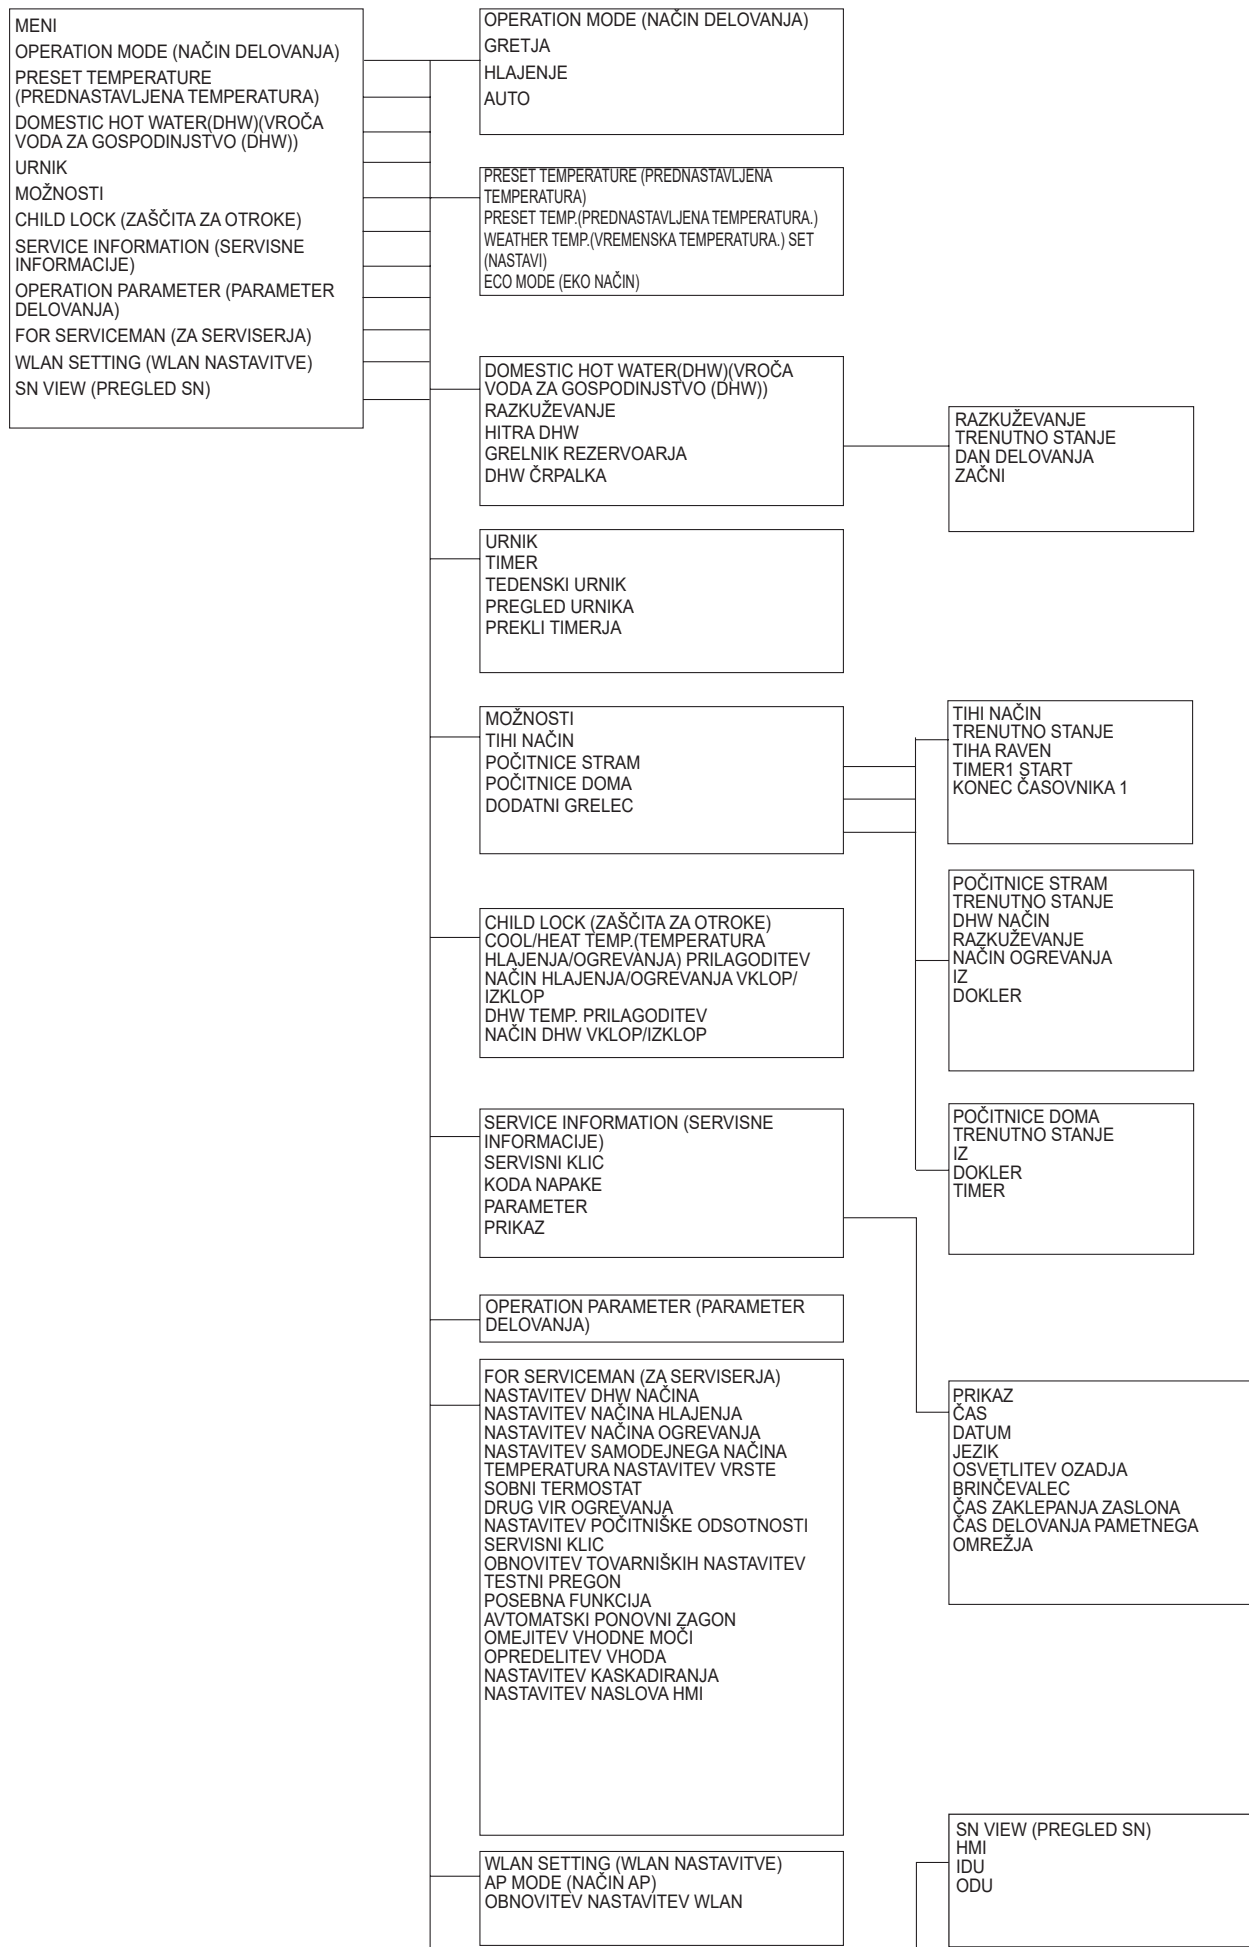 MENI
OPERATION MODE (NAČIN DELOVANJA)
PRESET TEMPERATURE
(PREDNASTAVLJENA TEMPERATURA)
DOMESTIC HOT WATER(DHW)(VROČA
VODA ZA GOSPODINJSTVO (DHW))
URNIK
MOŽNOSTI
CHILD LOCK (ZAŠČITA ZA OTROKE)
SERVICE INFORMATION (SERVISNE
INFORMACIJE)
OPERATION PARAMETER (PARAMETER
DELOVANJA)
FOR SERVICEMAN (ZA SERVISERJA)
WLAN SETTING (WLAN NASTAVITVE)
SN VIEW (PREGLED SN)
OPERATION MODE (NAČIN DELOVANJA)
GRETJA
HLAJENJE
AUTO
PRESET TEMPERATURE (PREDNASTAVLJENA
TEMPERATURA)
PRESET TEMP.(PREDNASTAVLJENA TEMPERATURA.)
WEATHER TEMP.(VREMENSKA TEMPERATURA.) SET
(NASTAVI)
ECO MODE (EKO NAČIN)
DOMESTIC HOT WATER(DHW)(VROČA
VODA ZA GOSPODINJSTVO (DHW))
RAZKUŽEVANJE
HITRA DHW
GRELNIK REZERVOARJA
DHW ČRPALKA
RAZKUŽEVANJE
TRENUTNO STANJE
DAN DELOVANJA
ZAČNI
URNIK
TIMER
TEDENSKI URNIK
PREGLED URNIKA
PREKLI TIMERJA
MOŽNOSTI
TIHI NAČIN
POČITNICE STRAM
POČITNICE DOMA
DODATNI GRELEC
TIHI NAČIN
TRENUTNO STANJE
TIHA RAVEN
TIMER1 START
KONEC ČASOVNIKA 1
POČITNICE STRAM
TRENUTNO STANJE
DHW NAČIN
RAZKUŽEVANJE
NAČIN OGREVANJA
IZ
DOKLER
CHILD LOCK (ZAŠČITA ZA OTROKE)
COOL/HEAT TEMP.(TEMPERATURA
HLAJENJA/OGREVANJA) PRILAGODITEV
NAČIN HLAJENJA/OGREVANJA VKLOP/
IZKLOP
DHW TEMP. PRILAGODITEV
NAČIN DHW VKLOP/IZKLOP
POČITNICE DOMA
TRENUTNO STANJE
IZ
DOKLER
TIMER
SERVICE INFORMATION (SERVISNE
INFORMACIJE)
SERVISNI KLIC
KODA NAPAKE
PARAMETER
PRIKAZ
OPERATION PARAMETER (PARAMETER
DELOVANJA)
FOR SERVICEMAN (ZA SERVISERJA)
NASTAVITEV DHW NAČINA
NASTAVITEV NAČINA HLAJENJA
NASTAVITEV NAČINA OGREVANJA
NASTAVITEV SAMODEJNEGA NAČINA
TEMPERATURA NASTAVITEV VRSTE
SOBNI TERMOSTAT
DRUG VIR OGREVANJA
NASTAVITEV POČITNIŠKE ODSOTNOSTI
SERVISNI KLIC
OBNOVITEV TOVARNIŠKIH NASTAVITEV
TESTNI PREGON
POSEBNA FUNKCIJA
AVTOMATSKI PONOVNI ZAGON
OMEJITEV VHODNE MOČI
OPREDELITEV VHODA
NASTAVITEV KASKADIRANJA
NASTAVITEV NASLOVA HMI
PRIKAZ
ČAS
DATUM
JEZIK
OSVETLITEV OZADJA
BRINČEVALEC
ČAS ZAKLEPANJA ZASLONA
ČAS DELOVANJA PAMETNEGA
OMREŽJA
WLAN SETTING (WLAN NASTAVITVE)
AP MODE (NAČIN AP)
OBNOVITEV NASTAVITEV WLAN
SN VIEW (PREGLED SN)
HMI
IDU
ODU